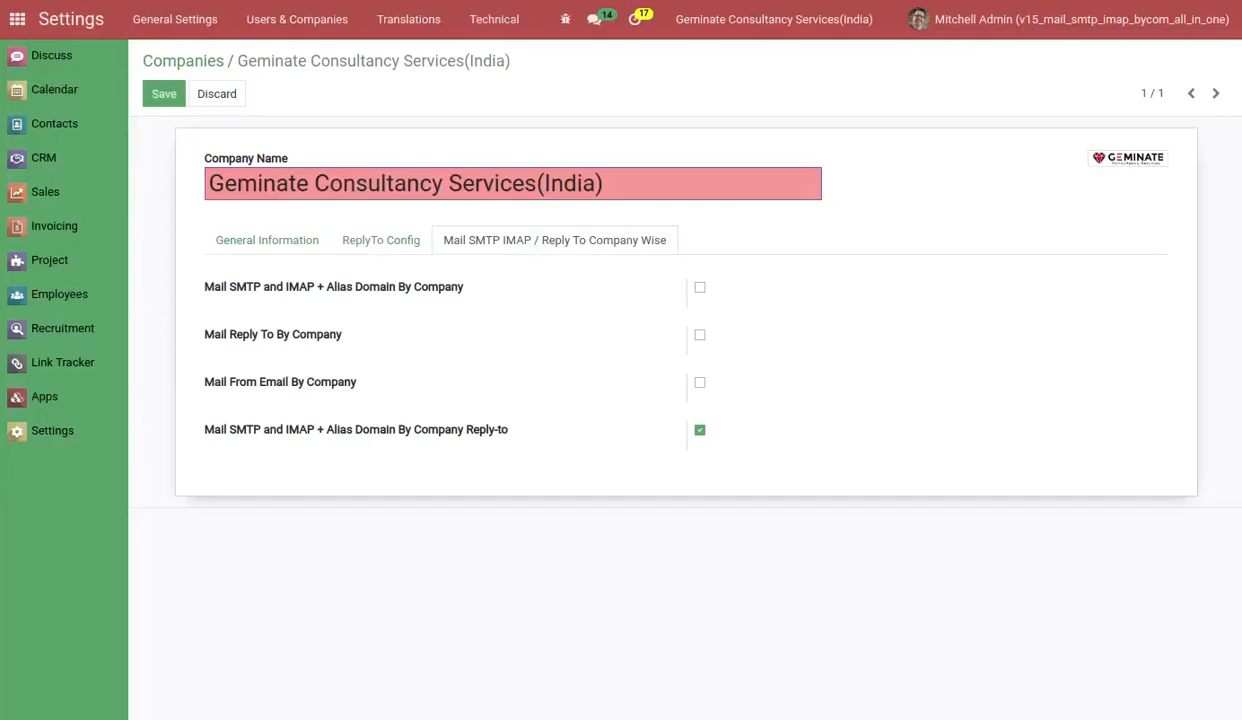 Settings General Settings Users & Companies Translations Technical 14 17 Geminate Consultancy Services(India) Mitchell Admin (v15_mail_smtp_imap_bycom_all_in_one)
Discuss
Calendar
Contacts
CRM
Sales
Invoicing
Project
Employees
Recruitment
Link Tracker
Apps
Settings
Companies / Geminate Consultancy Services(India)
Save Discard 1 / 1
Company Name
GEMINATE
Geminate Consultancy Services(India)
General Information ReplyTo Config Mail SMTP IMAP / Reply To Company Wise
Mail SMTP and IMAP + Alias Domain By Company
Mail Reply To By Company
Mail From Email By Company
Mail SMTP and IMAP + Alias Domain By Company Reply-to